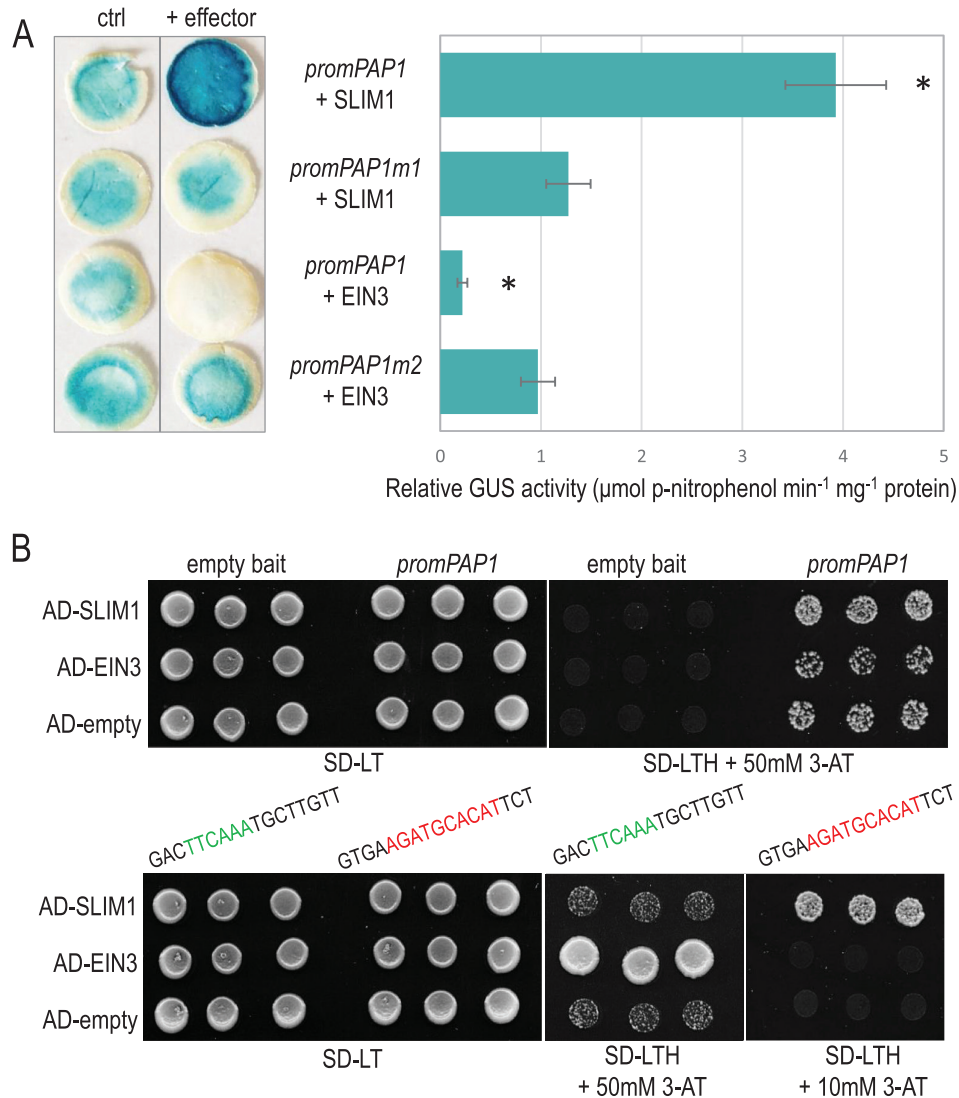 A
ctrl
+ effector
promPAP1
+ SLIM1
*
promPAP1m1
+ SLIM1
promPAP1
+ EIN3
*
promPAP1m2
+ EIN3
0 1 2 3 4 5
Relative GUS activity (µmol p-nitrophenol min⁻¹ mg⁻¹ protein)
B
empty bait promPAP1 empty bait promPAP1
AD-SLIM1
AD-EIN3
AD-empty
SD-LT SD-LTH + 50mM 3-AT
GACTTCAAATGCTTGTT GTGAAGATGCACATTCT GACTTCAAATGCTTGTT GTGAAGATGCACATTCT
AD-SLIM1
AD-EIN3
AD-empty
SD-LT
SD-LTH
+ 50mM 3-AT
SD-LTH
+ 10mM 3-AT